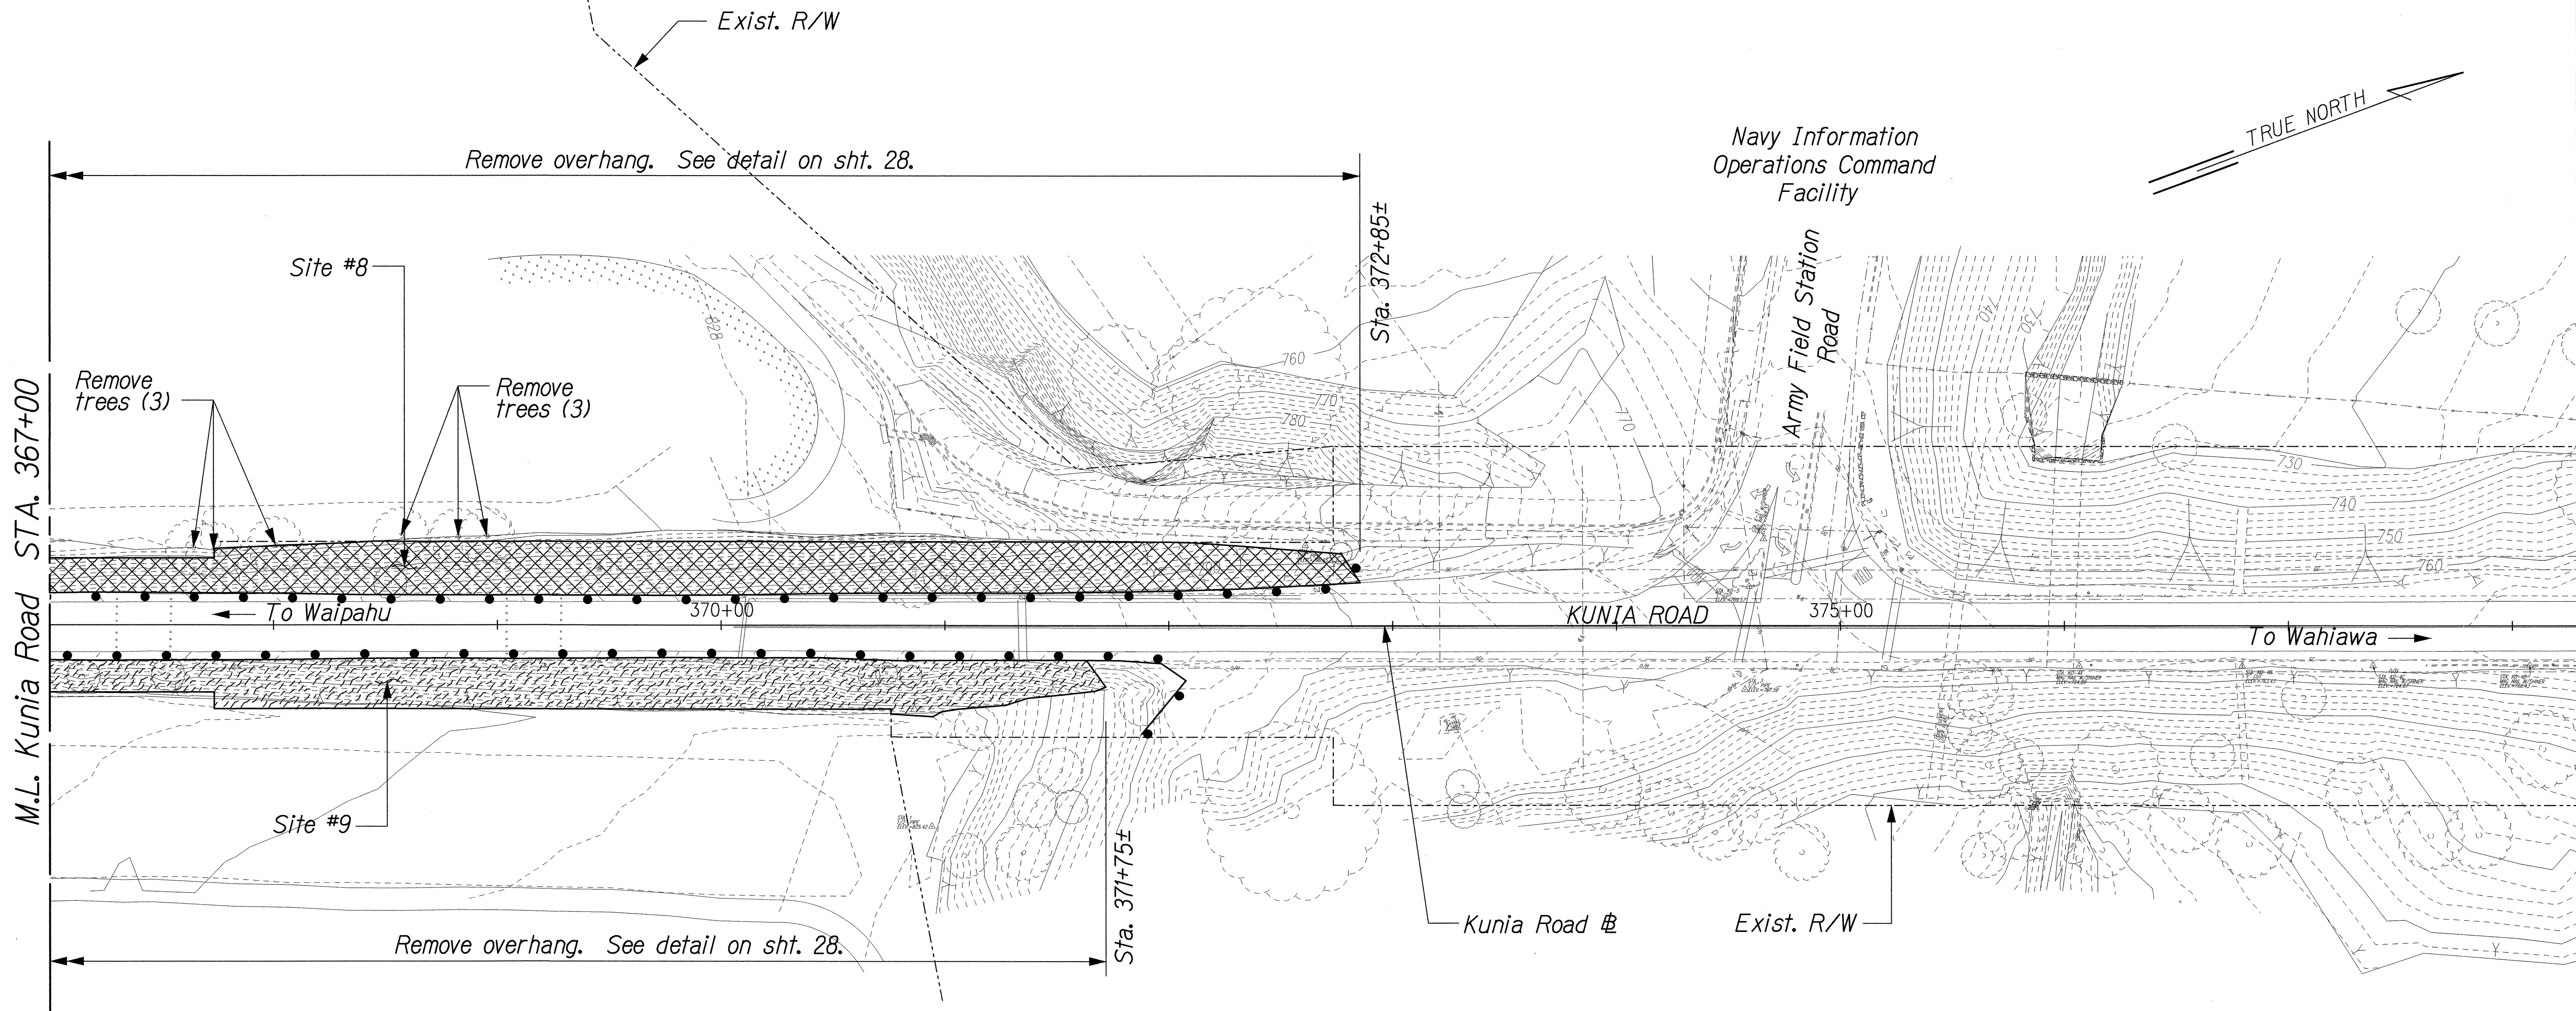 Exist. R/W
Remove overhang.  See detail on sht. 28.
Navy Information
Operations Command
Facility
TRUE NORTH
Sta. 372+85±
Site #8
828
Army Field Station
Road
740
730
760
770
780
770
Remove
trees (3)
Remove
trees (3)
730
740
750
760
M.L. Kunia Road STA. 367+00
To Waipahu
370+00
KUNIA ROAD
375+00
To Wahiawa
Site #9
Sta. 371+75±
Remove overhang.  See detail on sht. 28.
Kunia Road BL
Exist. R/W